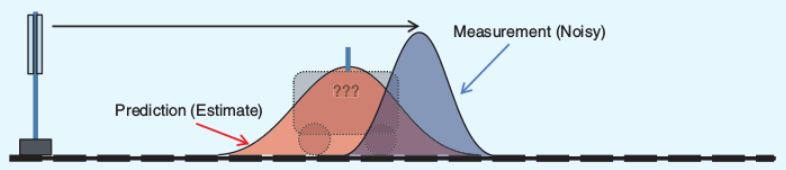 Measurement (Noisy)
???
Prediction (Estimate)